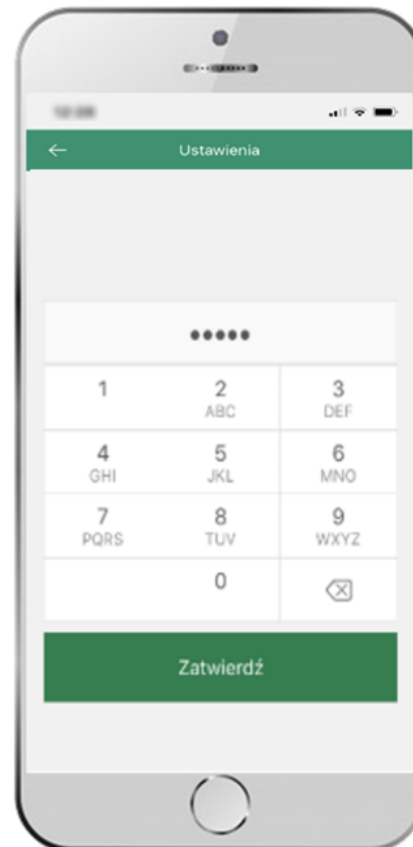 Ustawienia
●●●●●
1 2 3
ABC DEF
4 5 6
GHI JKL MNO
7 8 9
PQRS TUV WXYZ
0
Zatwierdź